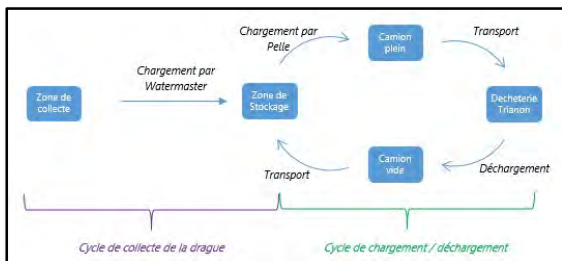 Chargement par
Pelle
Camion
plein
Transport
Chargement par
Watermaster
Zone de
collecte
Zone de
Stockage
Decheterie
Trianon
Camion
vide
Transport
Déchargement
Cycle de collecte de la drague
Cycle de chargement / déchargement